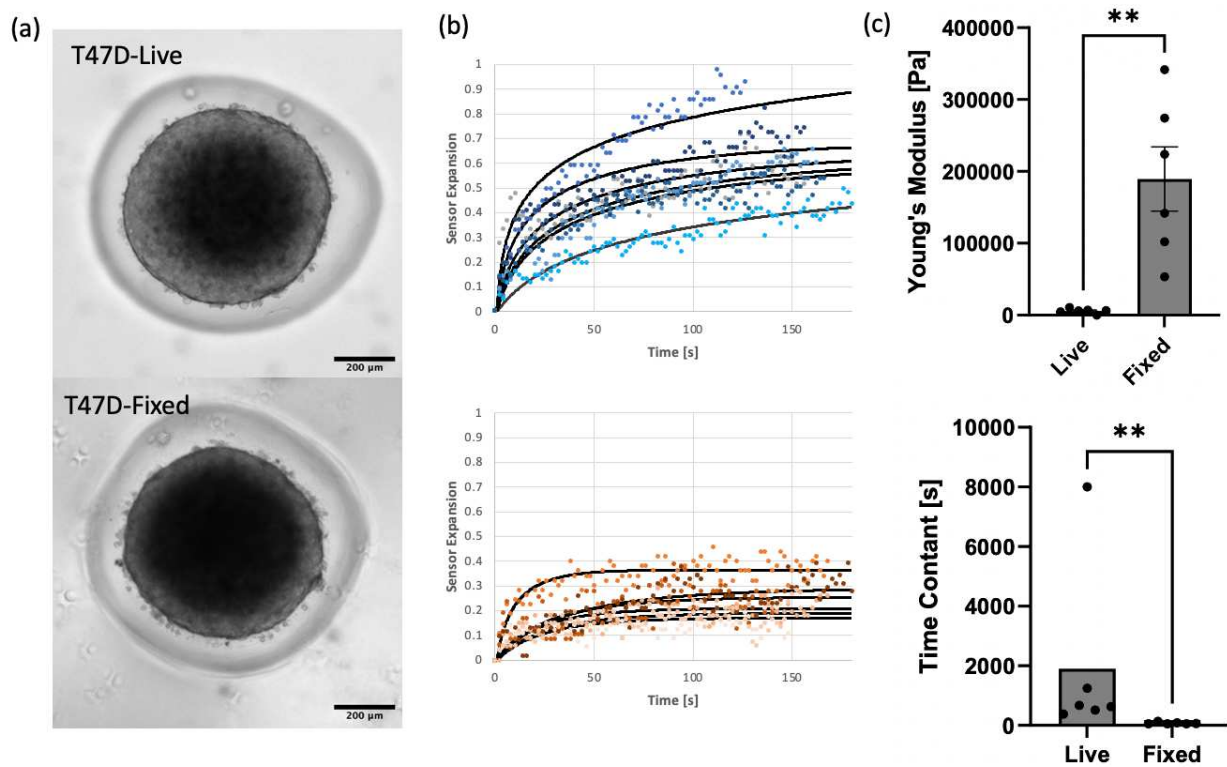 (a)
T47D-Live
200 μm
T47D-Fixed
200 μm
(b)
1
0.9
0.8
0.7
0.6
0.5
0.4
0.3
0.2
0.1
0
Sensor Expansion
0 50 100 150
Time [s]
1
0.9
0.8
0.7
0.6
0.5
0.4
0.3
0.2
0.1
0
Sensor Expansion
0 50 100 150
Time [s]
(c)
**
400000
300000
200000
100000
0
Young's Modulus [Pa]
Live Fixed
**
10000
8000
6000
4000
2000
0
Time Contant [s]
Live Fixed